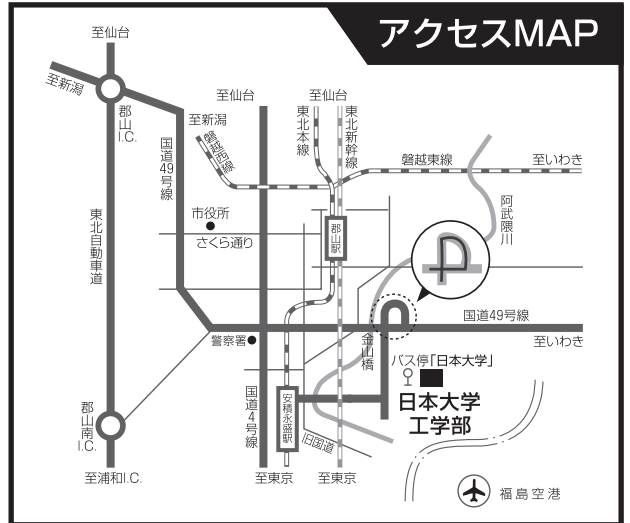 アクセスMAP
至仙台
至新潟
郡山I.C.
国道49号線
東北自動車道
郡山南I.C.
至浦和I.C.
至仙台
至新潟
磐越西線
東北本線
至仙台
東北新幹線
磐越東線
至いわき
阿武隈川
市役所
さくら通り
郡山駅
国道49号線
至いわき
警察署
金山橋
バス停「日本大学」
日本大学
工学部
国道4号線
安積永盛駅
旧国道
至東京
至東京
福島空港